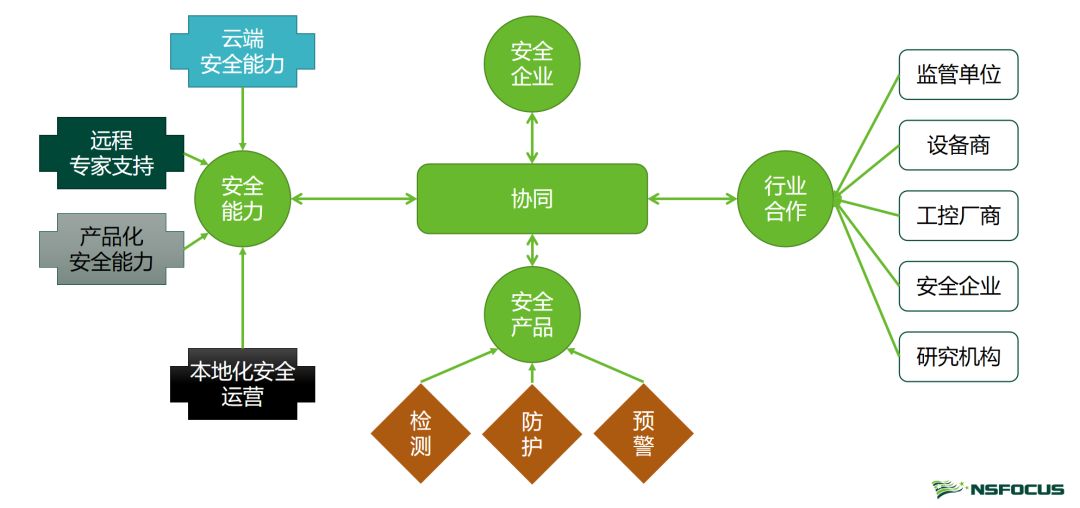 云端
安全能力
远程
专家支持
安全
能力
产品化
安全能力
本地化安全
运营
安全
企业
协同
安全
产品
检
测
防
护
预
警
行业
合作
监管单位
设备商
工控厂商
安全企业
研究机构
NSFOCUS